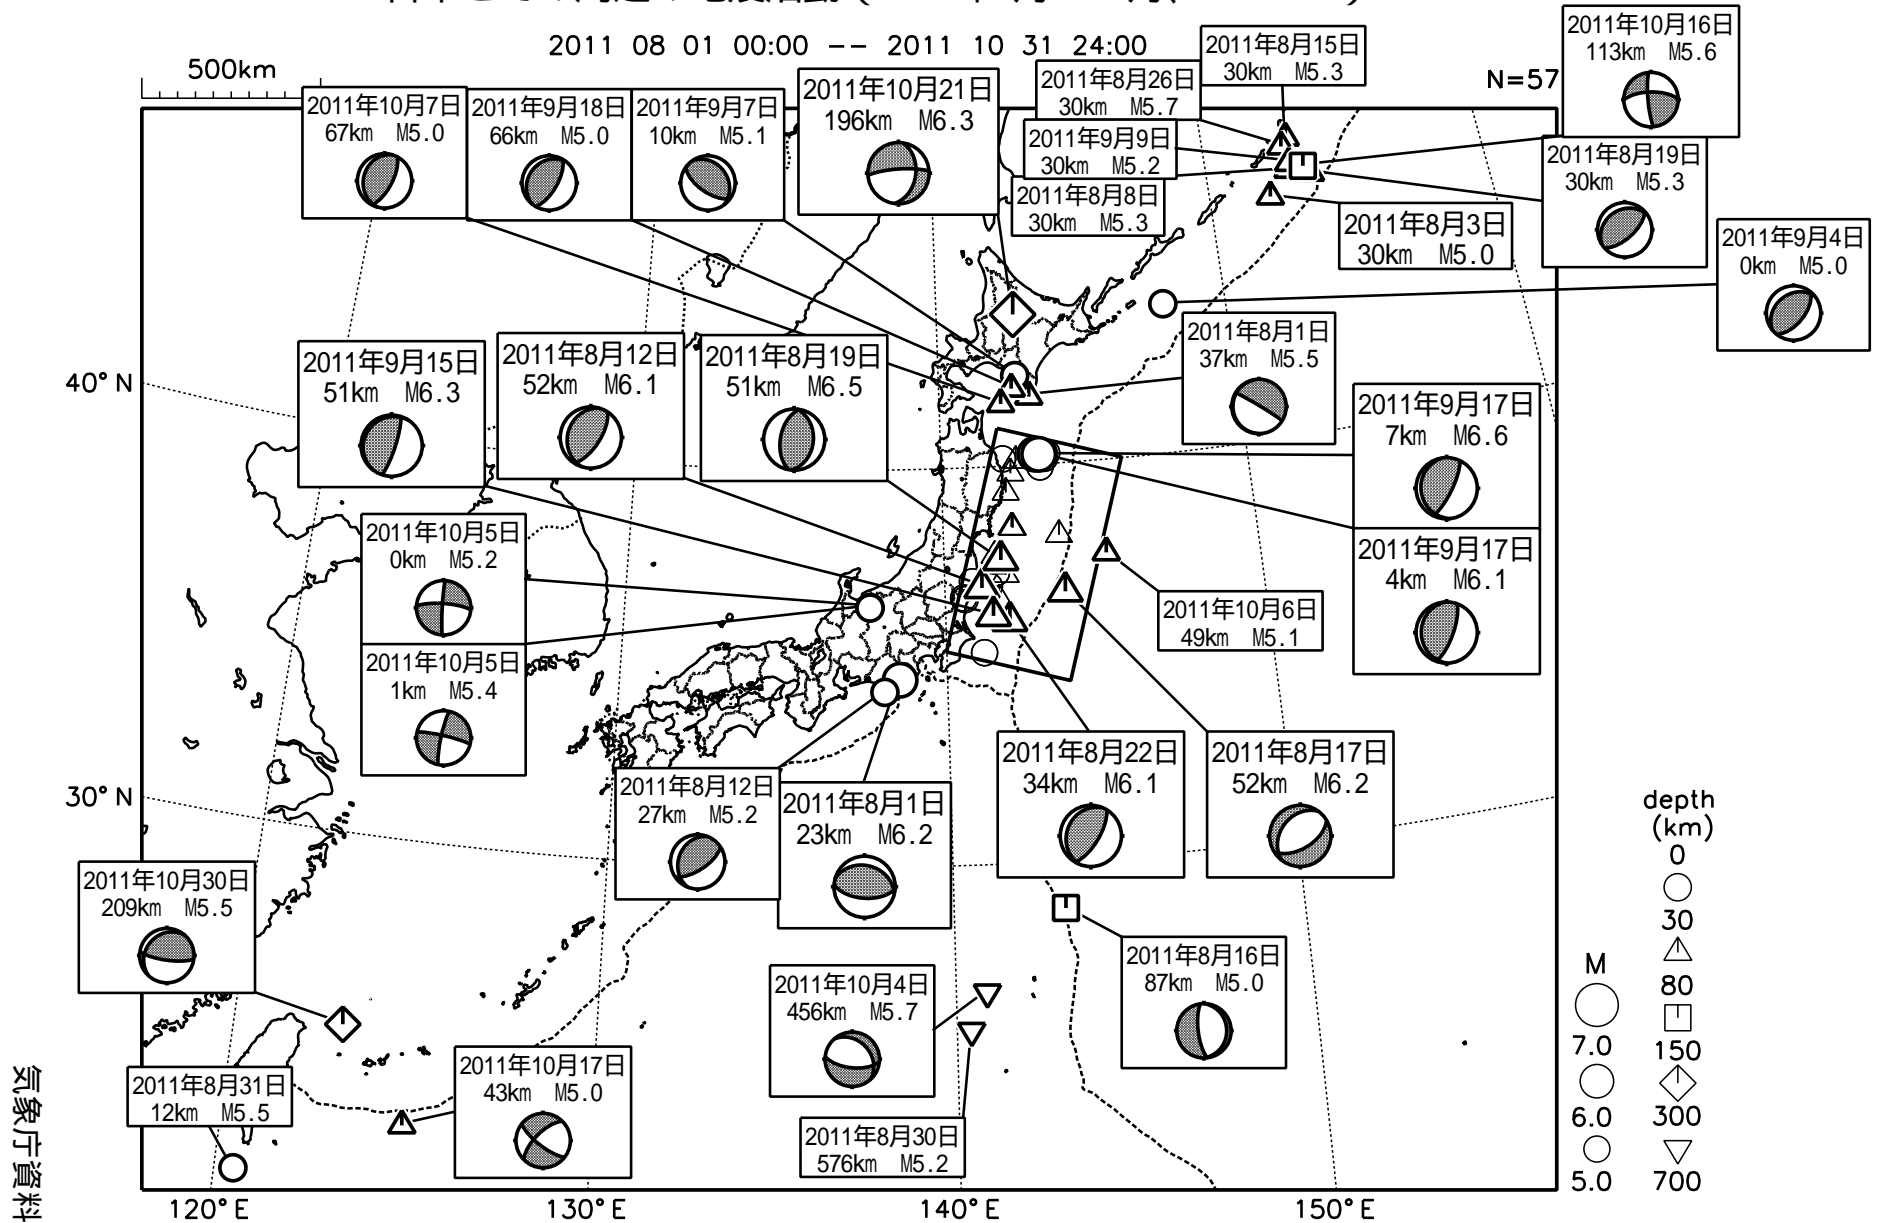 2011 08 01 00:00 -- 2011 10 31 24:00
500km
N=57
2011年10月7日
67km M5.0
2011年9月18日
66km M5.0
2011年9月7日
10km M5.1
2011年10月21日
196km M6.3
2011年8月26日
30km M5.7
2011年8月15日
30km M5.3
2011年9月9日
30km M5.2
2011年8月8日
30km M5.3
2011年10月16日
113km M5.6
2011年8月19日
30km M5.3
2011年8月3日
30km M5.0
2011年9月4日
0km M5.0
2011年9月15日
51km M6.3
2011年8月12日
52km M6.1
2011年8月19日
51km M6.5
2011年8月1日
37km M5.5
2011年9月17日
7km M6.6
2011年9月17日
4km M6.1
2011年10月5日
0km M5.2
2011年10月5日
1km M5.4
2011年10月6日
49km M5.1
2011年8月12日
27km M5.2
2011年8月1日
23km M6.2
2011年8月22日
34km M6.1
2011年8月17日
52km M6.2
2011年10月30日
209km M5.5
2011年10月4日
456km M5.7
2011年8月16日
87km M5.0
2011年8月31日
12km M5.5
2011年10月17日
43km M5.0
2011年8月30日
576km M5.2
40°N
30°N
120°E
130°E
140°E
150°E
M
7.0
6.0
5.0
depth
(km)
0
30
80
150
300
700
気象庁資料